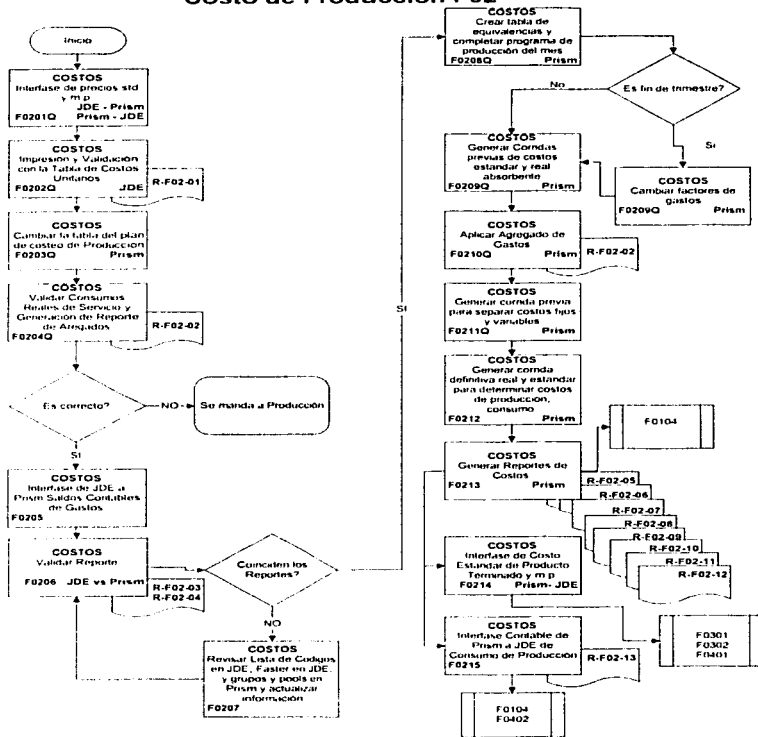 Costo de Producción F02
Inicio
COSTOS
Interfase de precios std
y m p
JDE - Prism
F0201Q Prism - JDE
COSTOS
Impresion y Validación
con la Tabla de Costos
Unitarios
F0202Q JDE
R-F02-01
COSTOS
Cambiar la tabla del plan
de costeo de Producción
F0203Q Prism
COSTOS
Validar Consumos
Reales de Servicio y
Generación de Reporte
de Aregados
F0204Q
R-F02-02
Es correcto?
NO
Se manda a Producción
SI
COSTOS
Interfase de JDE a
Prism Saldos Contables
de Gastos
F0205
COSTOS
Validar Reporte
F0206 JDE vs Prism
R-F02-03
R-F02-04
Coinciden los
Reportes?
SI
NO
COSTOS
Revisar Lista de Codigos
en JDE, Faster en JDE,
y grupos y pools en
Prism y actualizar
información
F0207
COSTOS
Crear tabla de
equivalencias y
completar programa de
producción del mes
F0208Q Prism
Es fin de trimestre?
No
Si
COSTOS
Generar Corridas
previas de costos
estandar y real
absorbente
F0209Q Prism
COSTOS
Cambiar factores de
gastos
F0209Q Prism
COSTOS
Aplicar Agregado de
Gastos
F0210Q Prism
R-F02-02
COSTOS
Generar corrida previa
para separar costos fijos
y variables
F0211Q Prism
COSTOS
Generar corrida
definitiva real y estandar
para determinar costos
de producción,
consumo
F0212 Prism
COSTOS
Generar Reportes de
Costos
F0213 Prism
F0104
R-F02-05
R-F02-06
R-F02-07
R-F02-08
R-F02-09
R-F02-10
R-F02-11
R-F02-12
COSTOS
Interfase de Costo
Estandar de Producto
Terminado y m p
F0214 Prism- JDE
F0301
F0302
F0401
COSTOS
Interfase Contable de
Prism a JDE de
Consumo de Producción
F0215
R-F02-13
F0104
F0402